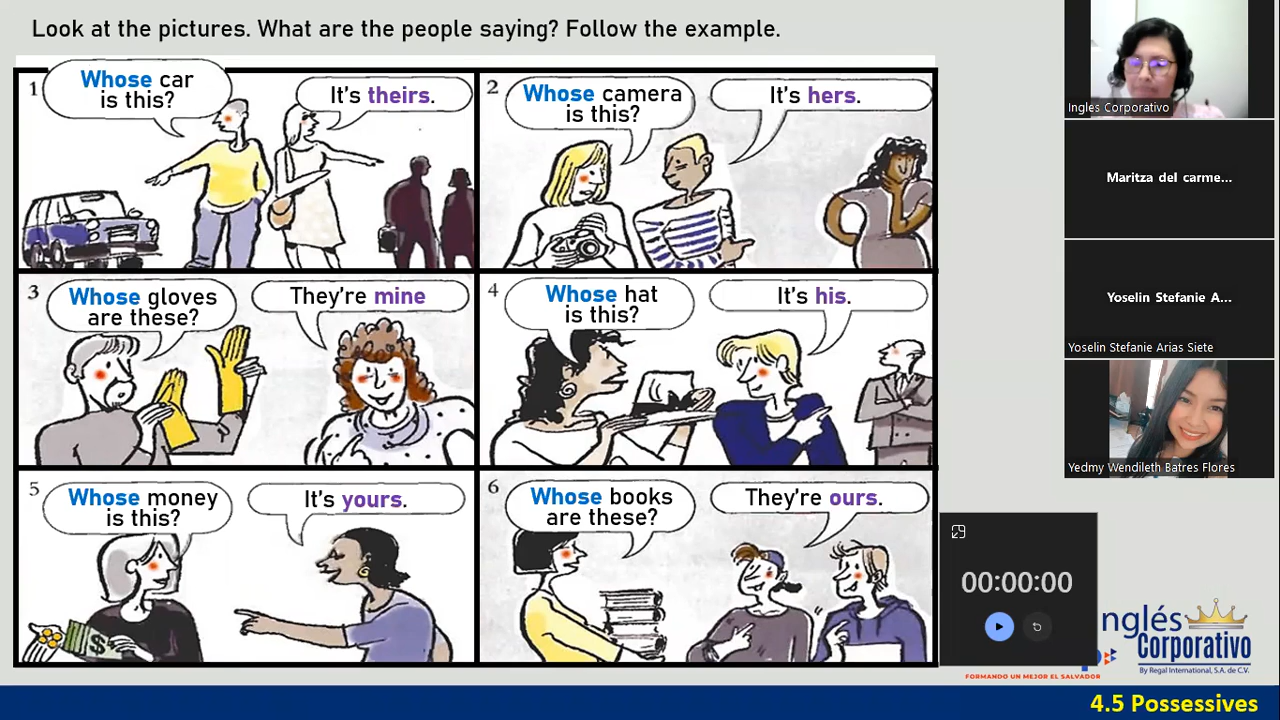 Look at the pictures. What are the people saying? Follow the example.
1
Whose car
is this?
It's theirs.
2
Whose camera
is this?
It's hers.
3
Whose gloves
are these?
They're mine
4
Whose hat
is this?
It's his.
5
Whose money
is this?
It's yours.
6
Whose books
are these?
They're ours.
Ingles Corporativo
Maritza del carme...
Yoselin Stefanie A...
Yoselin Stefanie Arias Siete
Yedmy Wendileth Batres Flores
00:00:00
nglés
Corporativo
By Regal International, S.A. de C.V.
FORMANDO UN MEJOR EL SALVADOR
4.5 Possessives